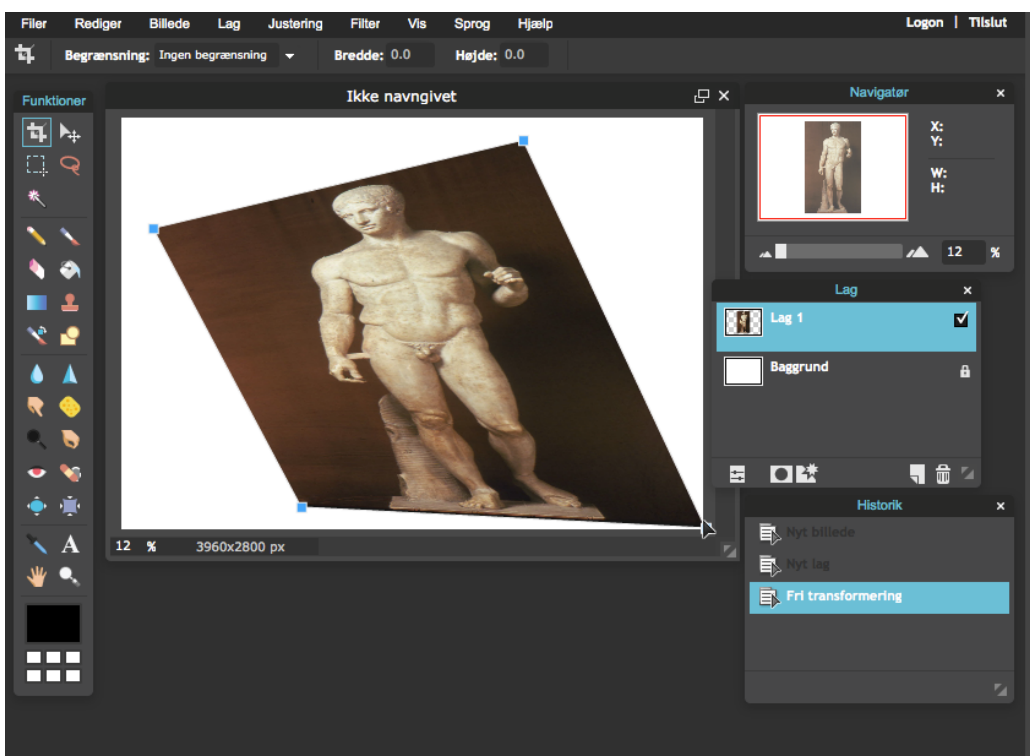 Filer Rediger Billede Lag Justering Filter Vis Sprog Hjælp Logon | Tilslut
Begrænsning: Ingen begrænsning Bredde: 0.0 Højde: 0.0
Funktioner
Ikke navngivet
12 % 3960x2800 px
Navigatør
X:
Y:
W:
H:
12 %
Lag
Lag 1
Baggrund
Historik
Nyt billede
Nyt lag
Fri transformering